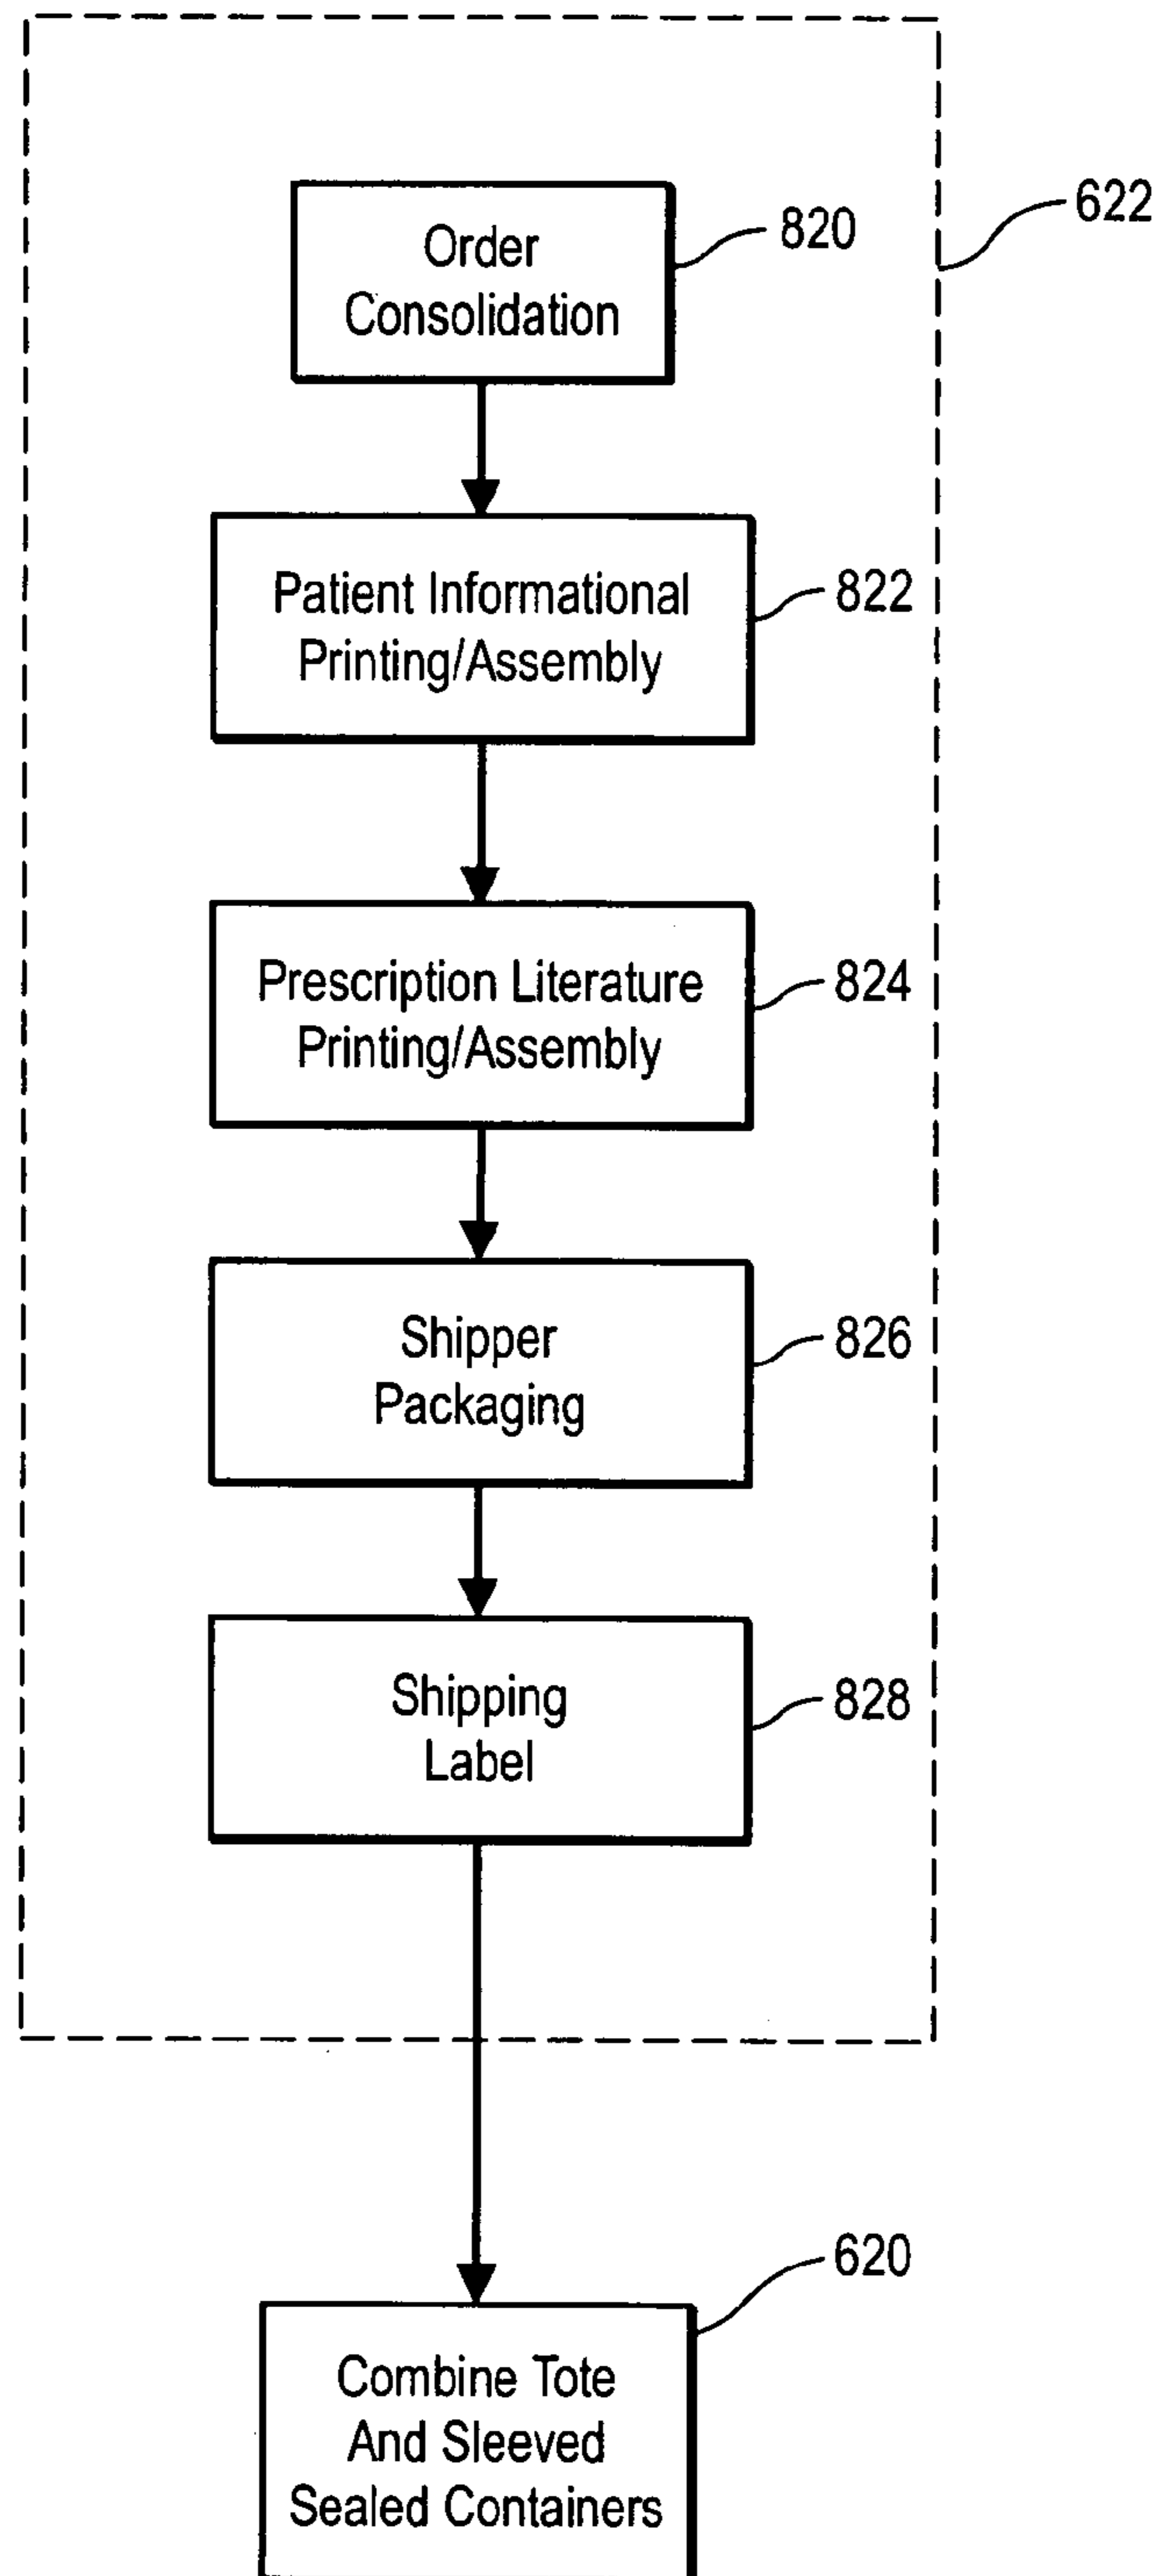 622
Order
Consolidation
820
Patient Informational
Printing/Assembly
822
Prescription Literature
Printing/Assembly
824
Shipper
Packaging
826
Shipping
Label
828
Combine Tote
And Sleeved
Sealed Containers
620